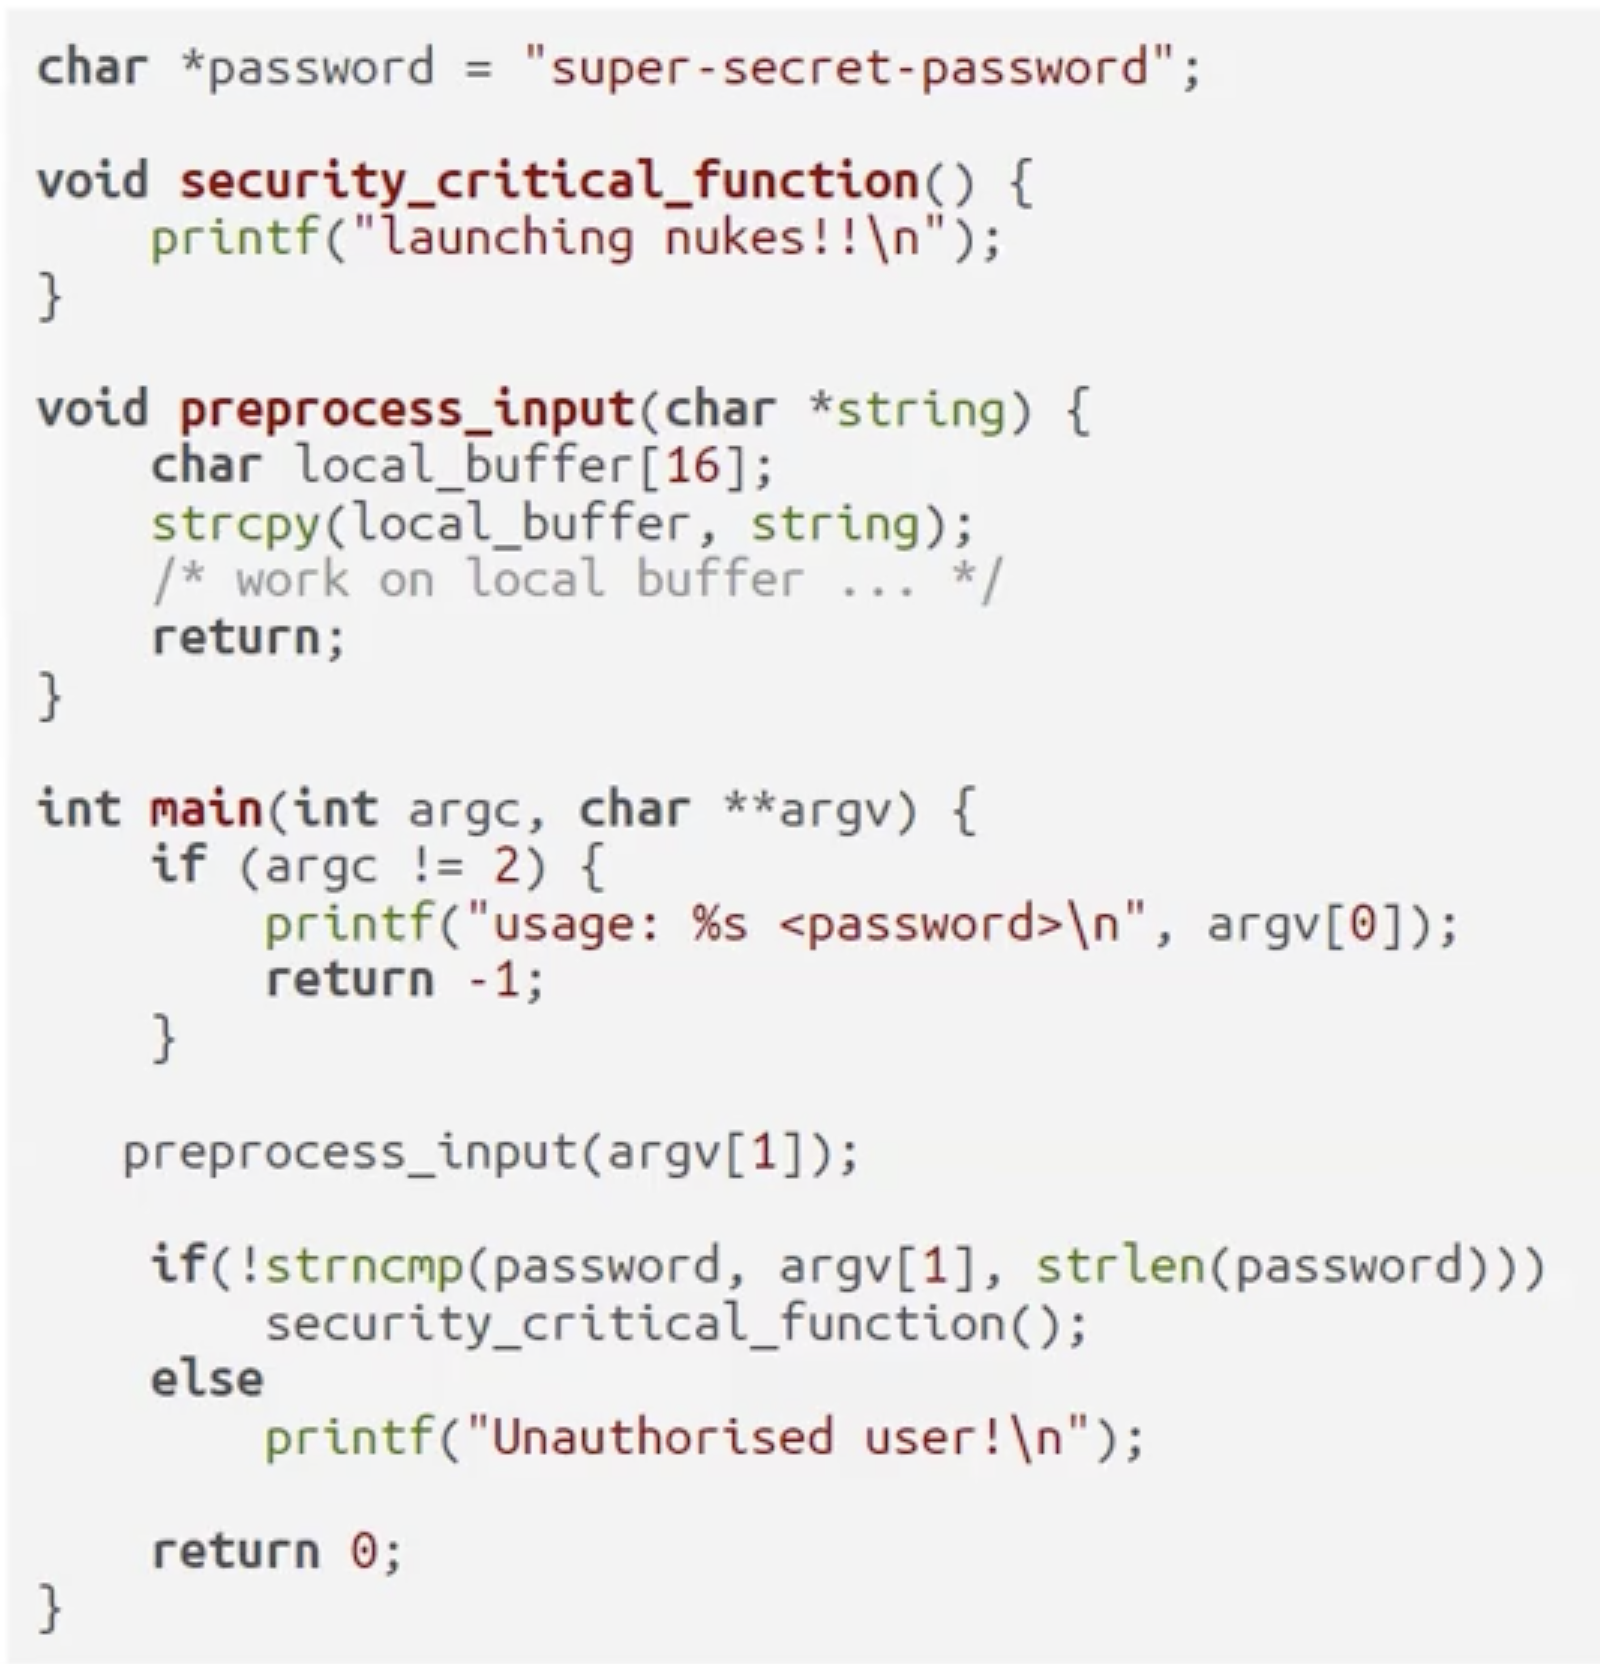 char *password = "super-secret-password";

void security_critical_function() {
    printf("launching nukes!!\n");
}

void preprocess_input(char *string) {
    char local_buffer[16];
    strcpy(local_buffer, string);
    /* work on local buffer ... */
    return;
}

int main(int argc, char **argv) {
    if (argc != 2) {
        printf("usage: %s <password>\n", argv[0]);
        return -1;
    }

   preprocess_input(argv[1]);

    if(!strncmp(password, argv[1], strlen(password)))
        security_critical_function();
    else
        printf("Unauthorised user!\n");

    return 0;
}